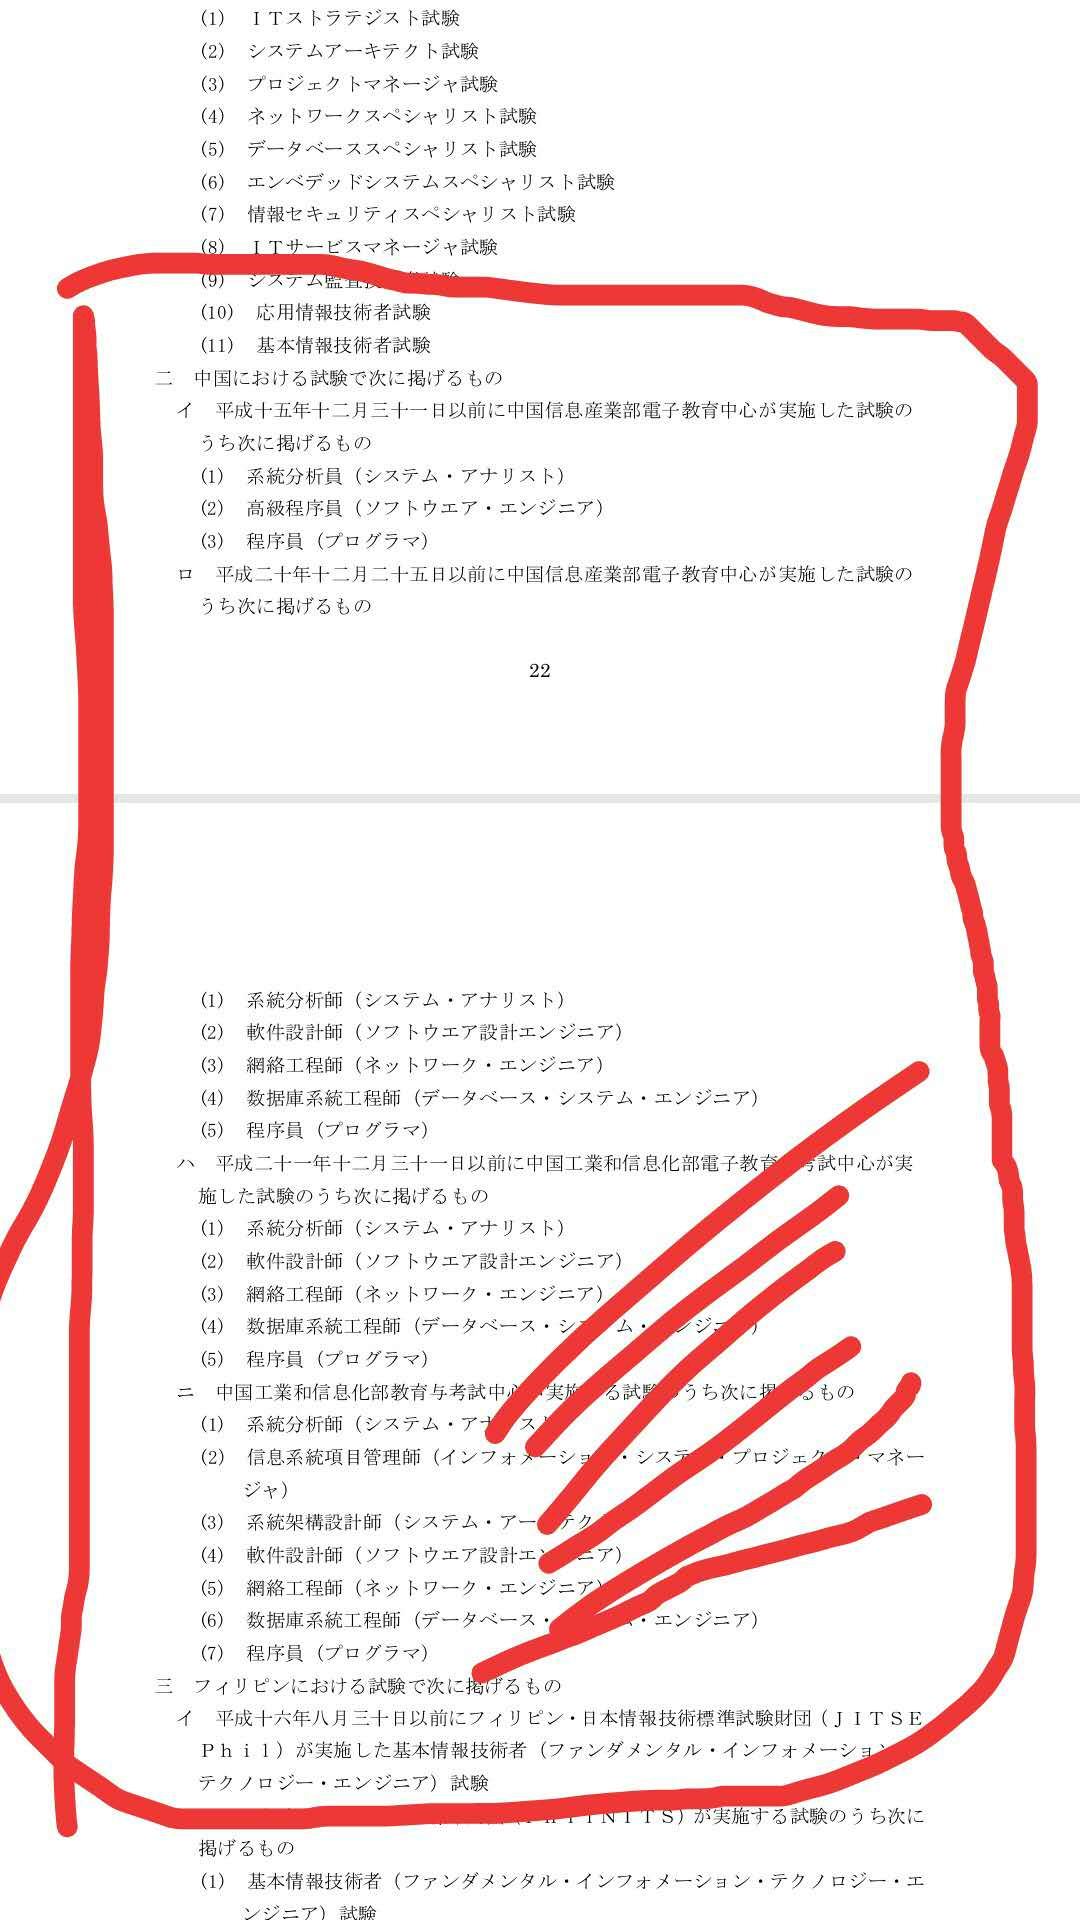 (1) ＩＴストラテジスト試験
(2) システムアーキテクト試験
(3) プロジェクトマネージャ試験
(4) ネットワークスペシャリスト試験
(5) データベーススペシャリスト試験
(6) エンベデッドシステムスペシャリスト試験
(7) 情報セキュリティスペシャリスト試験
(8) ＩＴサービスマネージャ試験
(9) システム監査
(10) 応用情報技術者試験
(11) 基本情報技術者試験
二 中国における試験で次に掲げるもの
イ 平成十五年十二月三十一日以前に中国信息産業部電子教育中心が実施した試験の
うち次に掲げるもの
(1) 系統分析員（システム・アナリスト）
(2) 高級程序員（ソフトウエア・エンジニア）
(3) 程序員（プログラマ）
ロ 平成二十年十二月二十五日以前に中国信息産業部電子教育中心が実施した試験の
うち次に掲げるもの
22
(1) 系統分析師（システム・アナリスト）
(2) 軟件設計師（ソフトウエア設計エンジニア）
(3) 網絡工程師（ネットワーク・エンジニア）
(4) 数据庫系統工程師（データベース・システム・エンジニア）
(5) 程序員（プログラマ）
ハ 平成二十一年十二月三十一日以前に中国工業和信息化部電子教育考試中心が実
施した試験のうち次に掲げるもの
(1) 系統分析師（システム・アナリスト）
(2) 軟件設計師（ソフトウエア設計エンジニア）
(3) 網絡工程師（ネットワーク・エンジニア）
(4) 数据庫系統工程師（データベース・ム・
(5) 程序員（プログラマ）
ニ 中国工業和信息化部教育与考試中心 実施 る試験 うち次に掲 るもの
(1) 系統分析師（システム・アナリスト
(2) 信息系統項目管理師（インフォメーション・システム・プロジェクト・マネー
ジャ）
(3) 系統架構設計師（システム・アーキテクト
(4) 軟件設計師（ソフトウエア設計エンジニア）
(5) 網絡工程師（ネットワーク・エンジニア）
(6) 数据庫系統工程師（データベース・ ・エンジニア）
(7) 程序員（プログラマ）
三 フィリピンにおける試験で次に掲げるもの
イ 平成十六年八月三十日以前にフィリピン・日本情報技術標準試験財団（ＪＩＴＳＥ
Ｐｈｉｌ）が実施した基本情報技術者（ファンダメンタル・インフォメーション
テクノロジー・エンジニア）試験
（ＰｈｉｌＮＩＴＳ）が実施する試験のうち次に
掲げるもの
(1) 基本情報技術者（ファンダメンタル・インフォメーション・テクノロジー・エ
ンジニア）試験